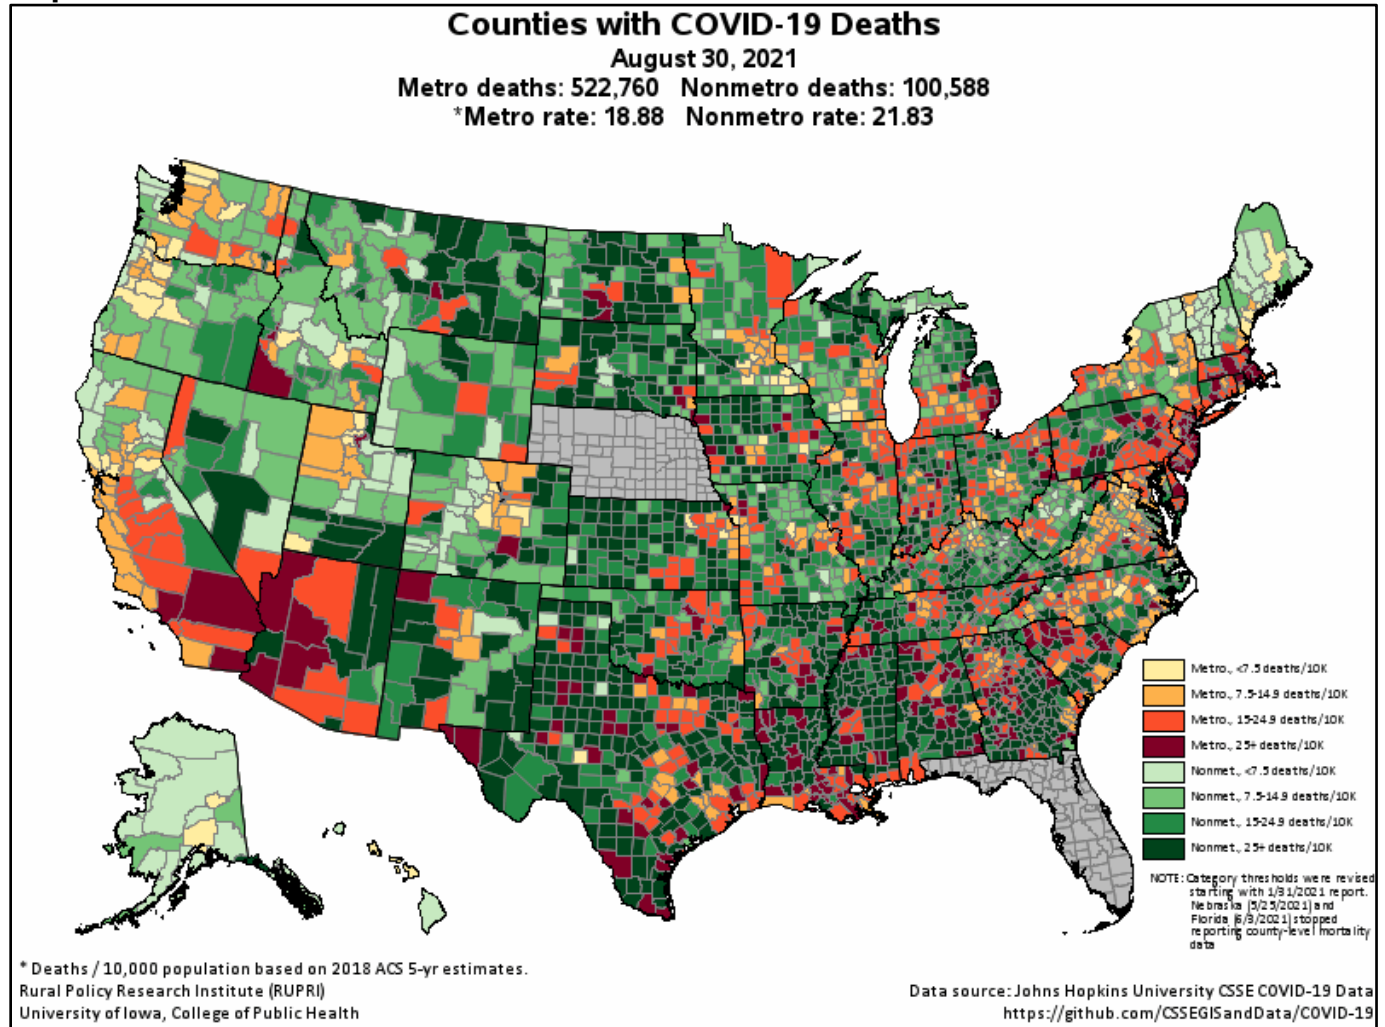 Counties with COVID-19 Deaths
August 30, 2021
Metro deaths: 522,760 Nonmetro deaths: 100,588
*Metro rate: 18.88 Nonmetro rate: 21.83
Metro., <7.5 deaths/10K
Metro., 7.5-14.9 deaths/10K
Metro., 15-24.9 deaths/10K
Metro., 25+ deaths/10K
Nonmet., <7.5 deaths/10K
Nonmet., 7.5-14.9 deaths/10K
Nonmet., 15-24.9 deaths/10K
Nonmet., 25+ deaths/10K
NOTE: Category thresholds were revised
starting with 1/31/2021 report.
Nebraska (5/25/2021) and
Florida (6/3/2021) stopped
reporting county-level mortality
data
* Deaths / 10,000 population based on 2018 ACS 5-yr estimates.
Rural Policy Research Institute (RUPRI)
University of Iowa, College of Public Health
Data source: Johns Hopkins University CSSE COVID-19 Data
https://github.com/CSSEGISandData/COVID-19